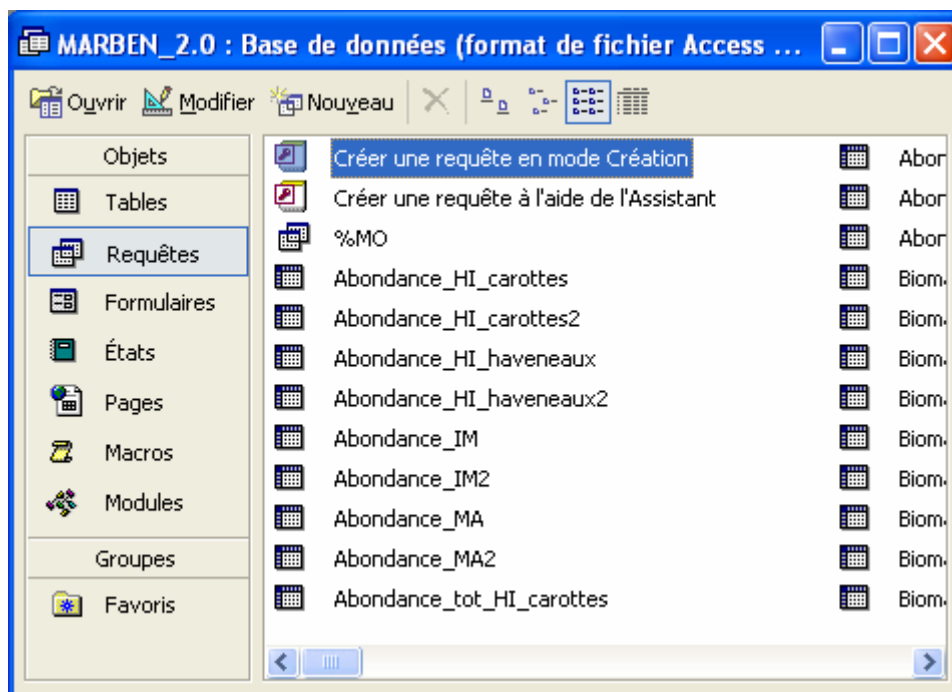 MARBEN_2.0 : Base de données (format de fichier Access ...
Ouvrir Modifier Nouveau
Objets
Tables
Requêtes
Formulaires
États
Pages
Macros
Modules
Groupes
Favoris
Créer une requête en mode Création
Créer une requête à l'aide de l'Assistant
%MO
Abondance_HI_carottes
Abondance_HI_carottes2
Abondance_HI_haveneaux
Abondance_HI_haveneaux2
Abondance_IM
Abondance_IM2
Abondance_MA
Abondance_MA2
Abondance_tot_HI_carottes